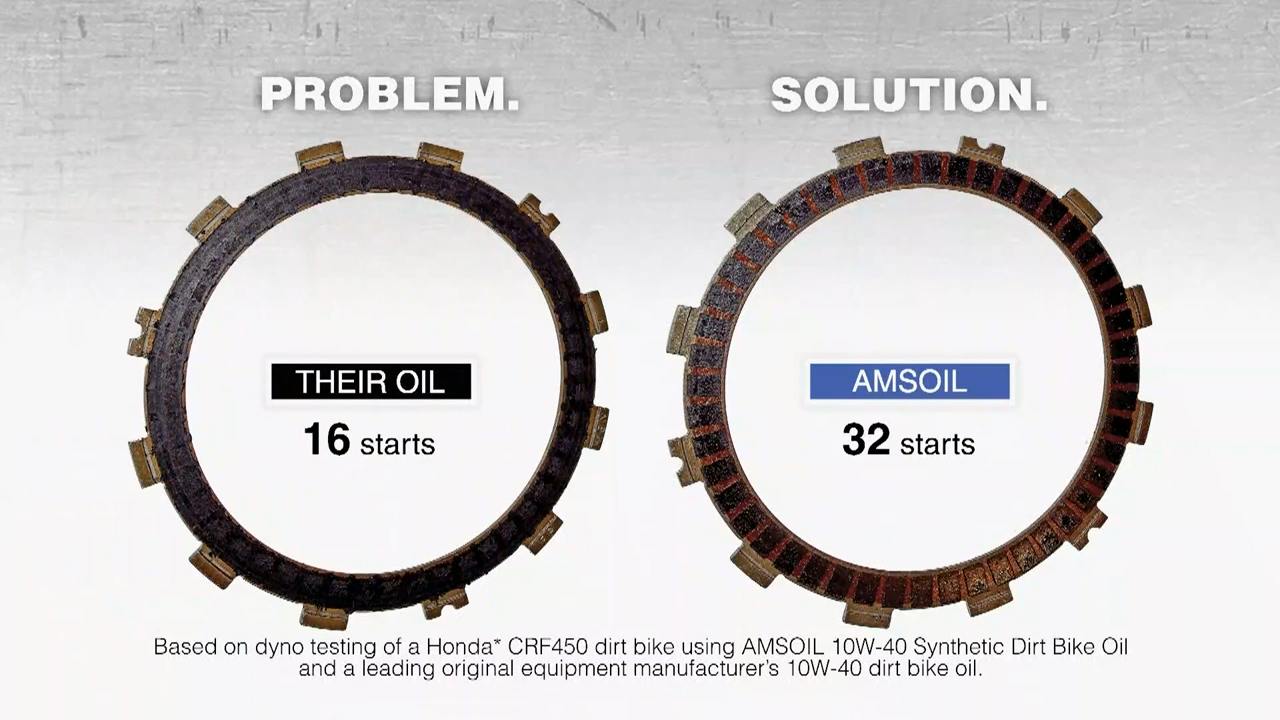 PROBLEM.
THEIR OIL
16 starts
SOLUTION.
AMSOIL
32 starts
Based on dyno testing of a Honda* CRF450 dirt bike using AMSOIL 10W-40 Synthetic Dirt Bike Oil
and a leading original equipment manufacturer's 10W-40 dirt bike oil.